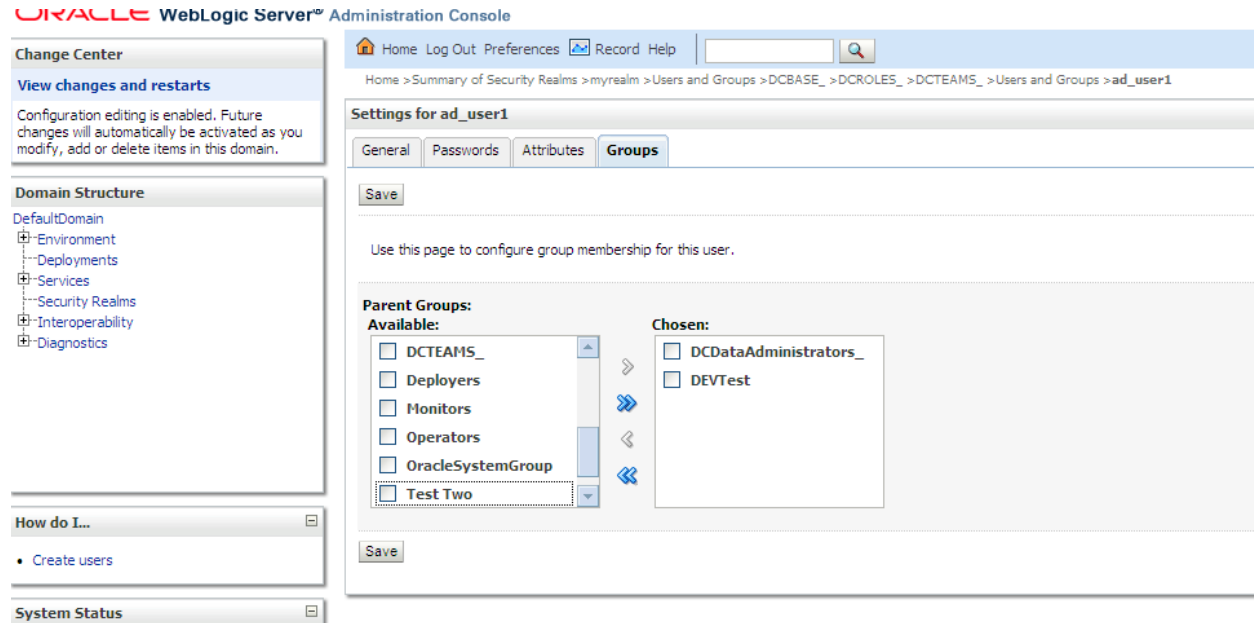 ORACLE WebLogic Server® Administration Console
Change Center
View changes and restarts
Configuration editing is enabled. Future
changes will automatically be activated as you
modify, add or delete items in this domain.
Domain Structure
DefaultDomain
Environment
Deployments
Services
Security Realms
Interoperability
Diagnostics
How do I...
Create users
System Status
Home Log Out Preferences Record Help
Home >Summary of Security Realms >myrealm >Users and Groups >DCBASE_ >DCROLES_ >DCTEAMS_ >Users and Groups >ad_user1
Settings for ad_user1
General Passwords Attributes Groups
Save
Use this page to configure group membership for this user.
Parent Groups:
Available: Chosen:
DCTEAMS_ DCDataAdministrators_
Deployers DEVTest
Monitors
Operators
OracleSystemGroup
Test Two
Save